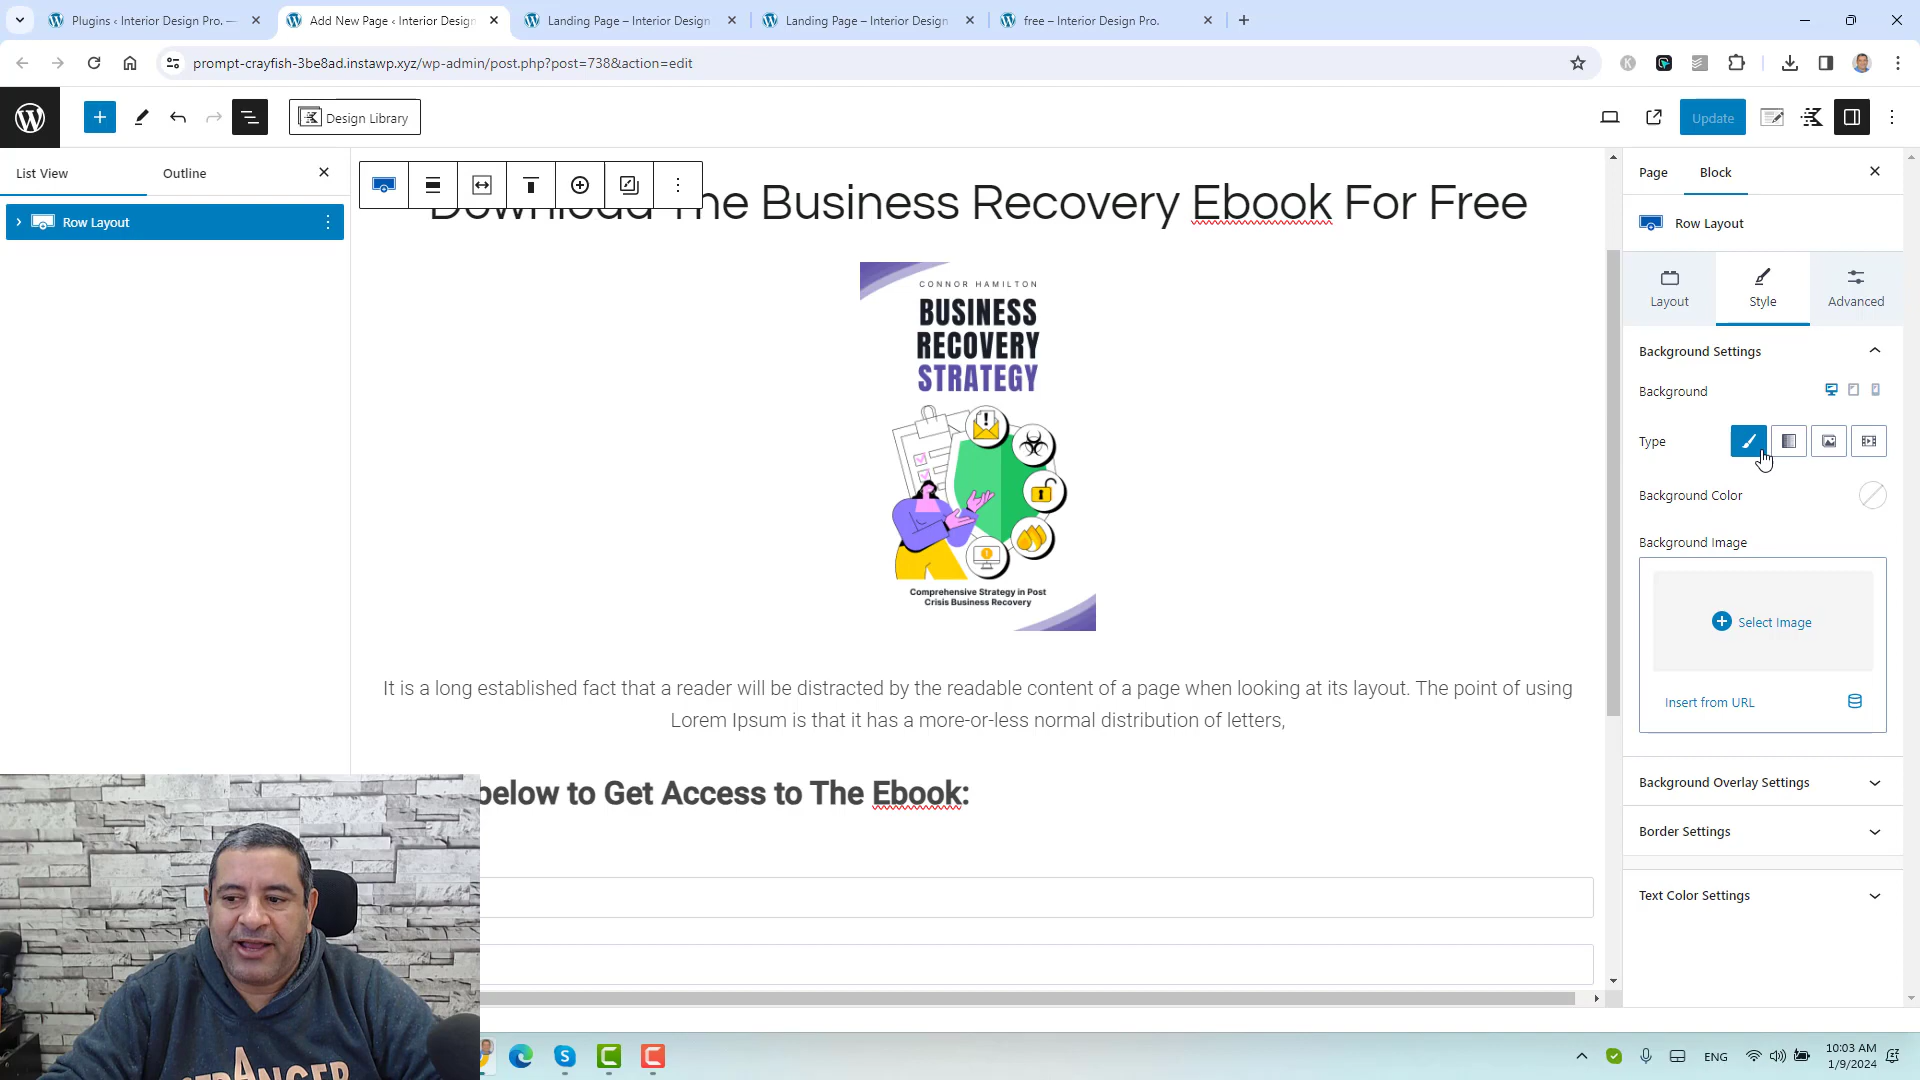 Plugins ‹ Interior Design Pro. —
Add New Page ‹ Interior Design
Landing Page – Interior Design
Landing Page – Interior Design
free – Interior Design Pro.
prompt-crayfish-3be8ad.instawp.xyz/wp-admin/post.php?post=738&action=edit
Design Library
Update
List View
Outline
Row Layout
Download The Business Recovery Ebook For Free
CONNOR HAMILTON
BUSINESS
RECOVERY
STRATEGY
Comprehensive Strategy in Post
Crisis Business Recovery
It is a long established fact that a reader will be distracted by the readable content of a page when looking at its layout. The point of using
Lorem Ipsum is that it has a more-or-less normal distribution of letters,
below to Get Access to The Ebook:
Page
Block
Row Layout
Layout
Style
Advanced
Background Settings
Background
Type
Background Color
Background Image
Select Image
Insert from URL
Background Overlay Settings
Border Settings
Text Color Settings
ENG
10:03 AM
1/9/2024